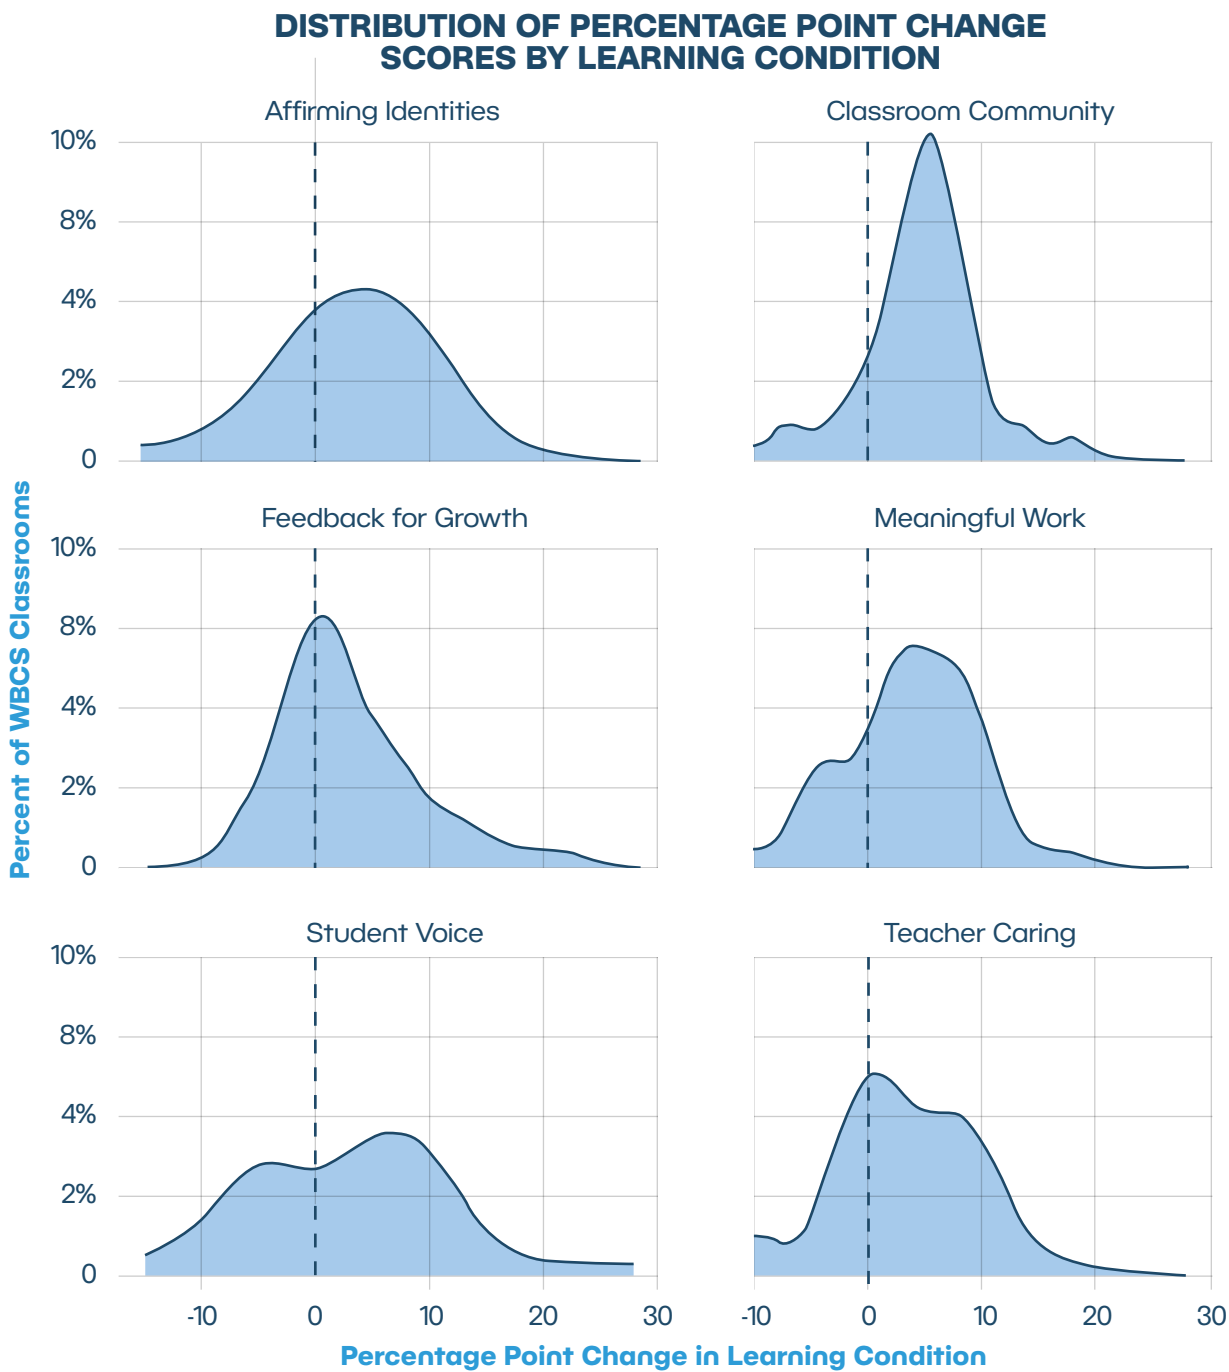 DISTRIBUTION OF PERCENTAGE POINT CHANGE
SCORES BY LEARNING CONDITION
Affirming Identities
Classroom Community
10%
8%
4%
2%
0
Feedback for Growth
Meaningful Work
10%
8%
4%
2%
0
Percent of WBCS Classrooms
Student Voice
Teacher Caring
10%
8%
4%
2%
0
-10 0 10 20 30
-10 0 10 20 30
Percentage Point Change in Learning Condition